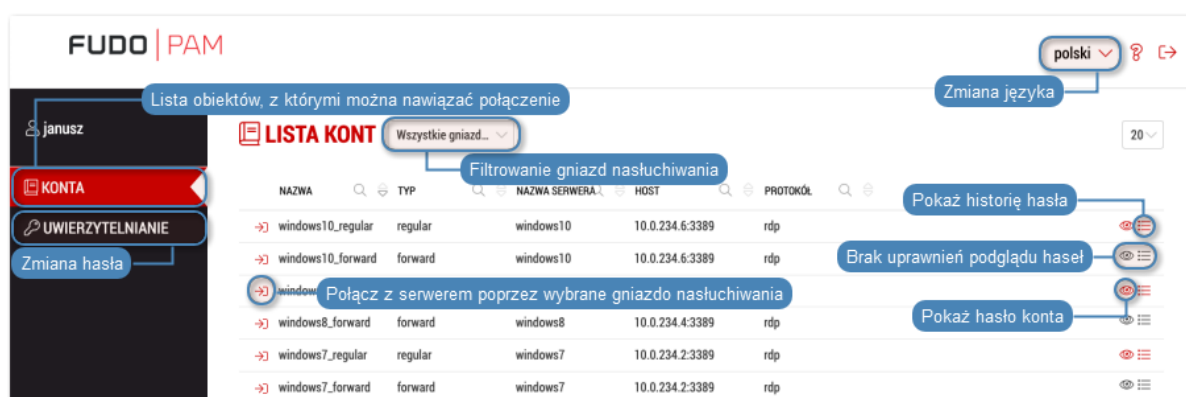 FUDO | PAM
polski
Zmiana języka
Lista obiektów, z którymi można nawiązać połączenie
janusz
LISTA KONT Wszystkie gniazd... 20
Filtrowanie gniazd nasłuchiwania
KONTA
NAZWA TYP NAZWA SERWERA HOST PROTOKÓŁ
Pokaż historię hasła
UWIERZYTELNIANIE
windows10_regular regular windows10 10.0.234.6:3389 rdp
Zmiana hasła
windows10_forward forward windows10 10.0.234.6:3389 rdp
Brak uprawnień podglądu haseł
Połącz z serwerem poprzez wybrane gniazdo nasłuchiwania
Pokaż hasło konta
windows8_forward forward windows8 10.0.234.4:3389 rdp
windows7_regular regular windows7 10.0.234.2:3389 rdp
windows7_forward forward windows7 10.0.234.2:3389 rdp